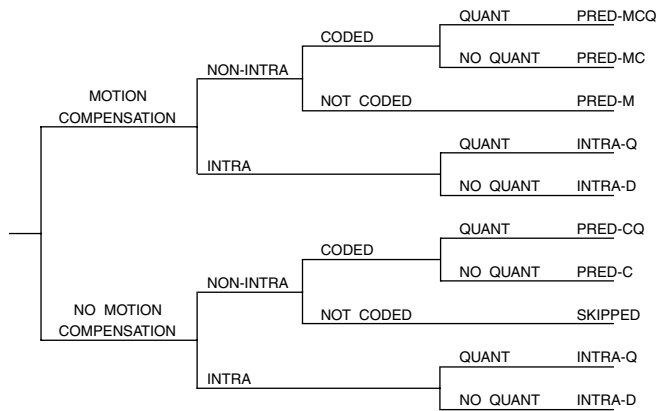 QUANT PRED-MCQ
CODED
NO QUANT PRED-MC
NON-INTRA
MOTION
COMPENSATION
NOT CODED PRED-M
QUANT INTRA-Q
INTRA
NO QUANT INTRA-D
QUANT PRED-CQ
CODED
NO QUANT PRED-C
NON-INTRA
NO MOTION
COMPENSATION
NOT CODED SKIPPED
QUANT INTRA-Q
INTRA
NO QUANT INTRA-D